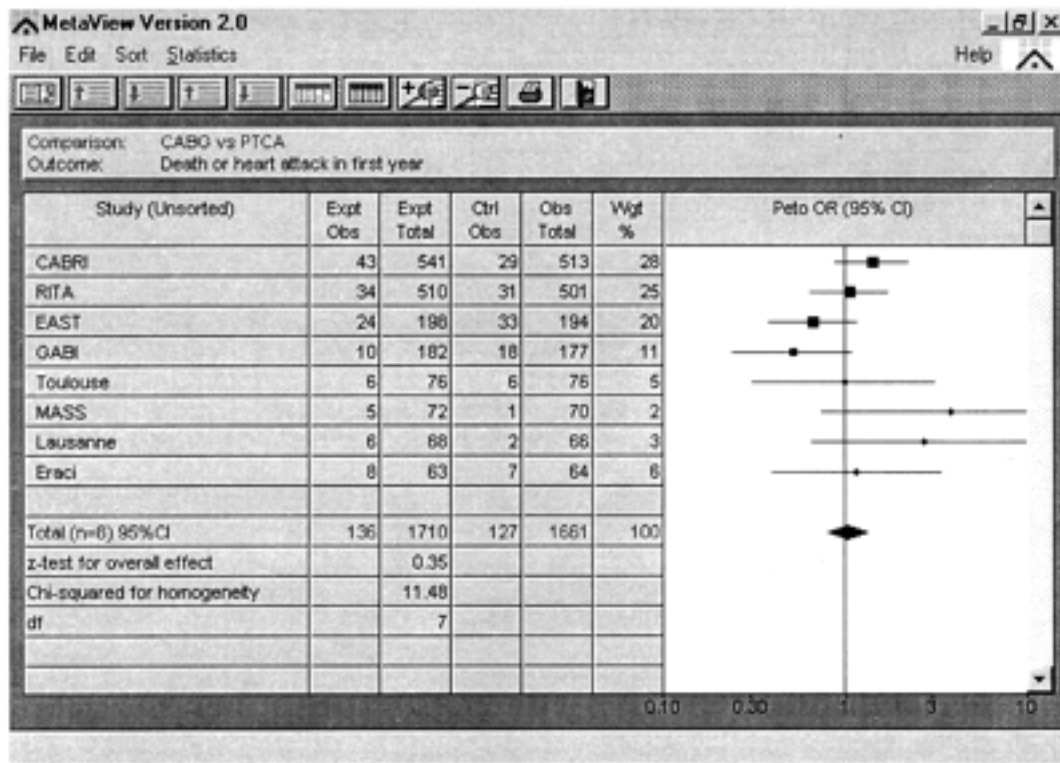 MetaView Version 2.0
File Edit Sort Statistics Help
Comparison: CABG vs PTCA
Outcome: Death or heart attack in first year
Study (Unsorted) Expt Obs Expt Total Ctrl Obs Obs Total Wgt % Peto OR (95% CI)
CABRI 43 541 29 513 28
RITA 34 510 31 501 25
EAST 24 198 33 194 20
GABI 10 182 18 177 11
Toulouse 6 76 6 76 5
MASS 5 72 1 70 2
Lausanne 6 68 2 66 3
Eraci 8 63 7 64 6
Total (n=8) 95%CI 136 1710 127 1661 100
z-test for overall effect 0.35
Chi-squared for homogeneity 11.48
df 7
0.10 0.30 1 3 10